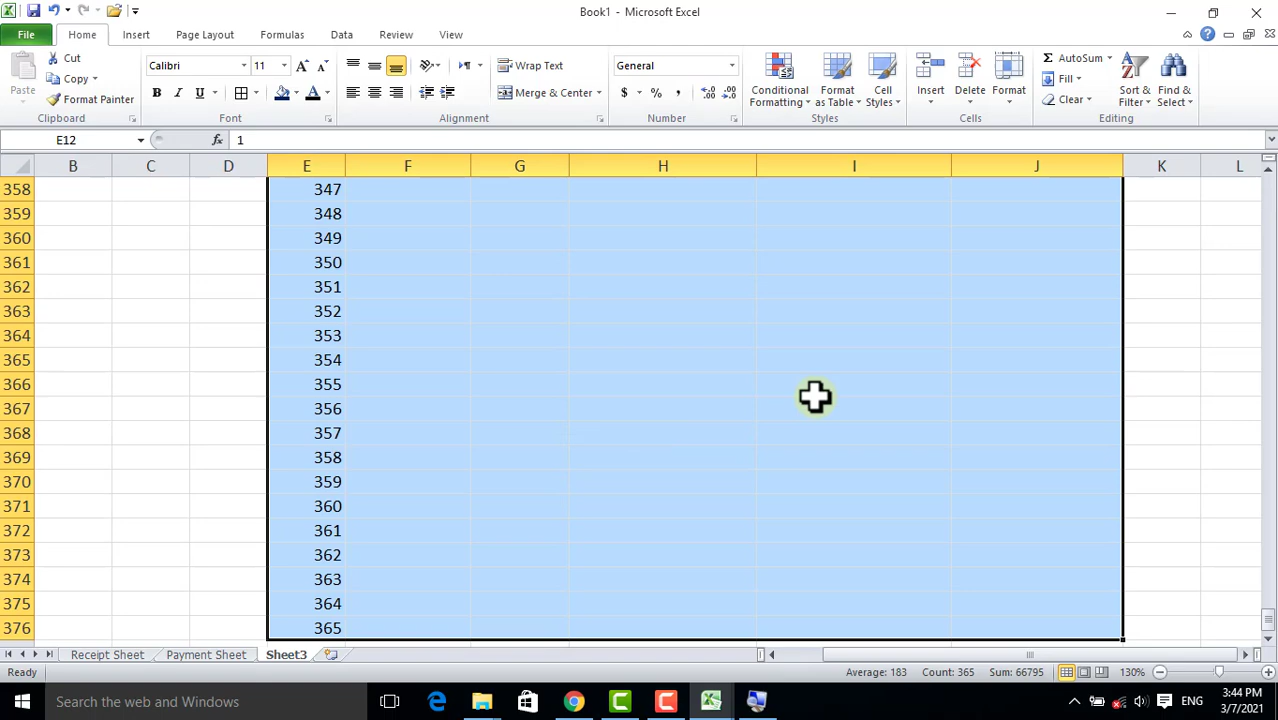 Book1 - Microsoft Excel
File Home Insert Page Layout Formulas Data Review View
Paste Cut Copy Format Painter Clipboard
Calibri 11 B I U A A A Font
Wrap Text Merge & Center Alignment
General $ % , Number
Conditional Formatting Format as Table Cell Styles Styles
Insert Delete Format Cells
Σ AutoSum Fill Clear Sort & Filter Find & Select Editing
E12 fx 1
B C D E F G H I J K L
358 347
359 348
360 349
361 350
362 351
363 352
364 353
365 354
366 355
367 356
368 357
369 358
370 359
371 360
372 361
373 362
374 363
375 364
376 365
Receipt Sheet Payment Sheet Sheet3
Ready Average: 183 Count: 365 Sum: 66795 130%
Search the web and Windows ENG 3:44 PM
3/7/2021